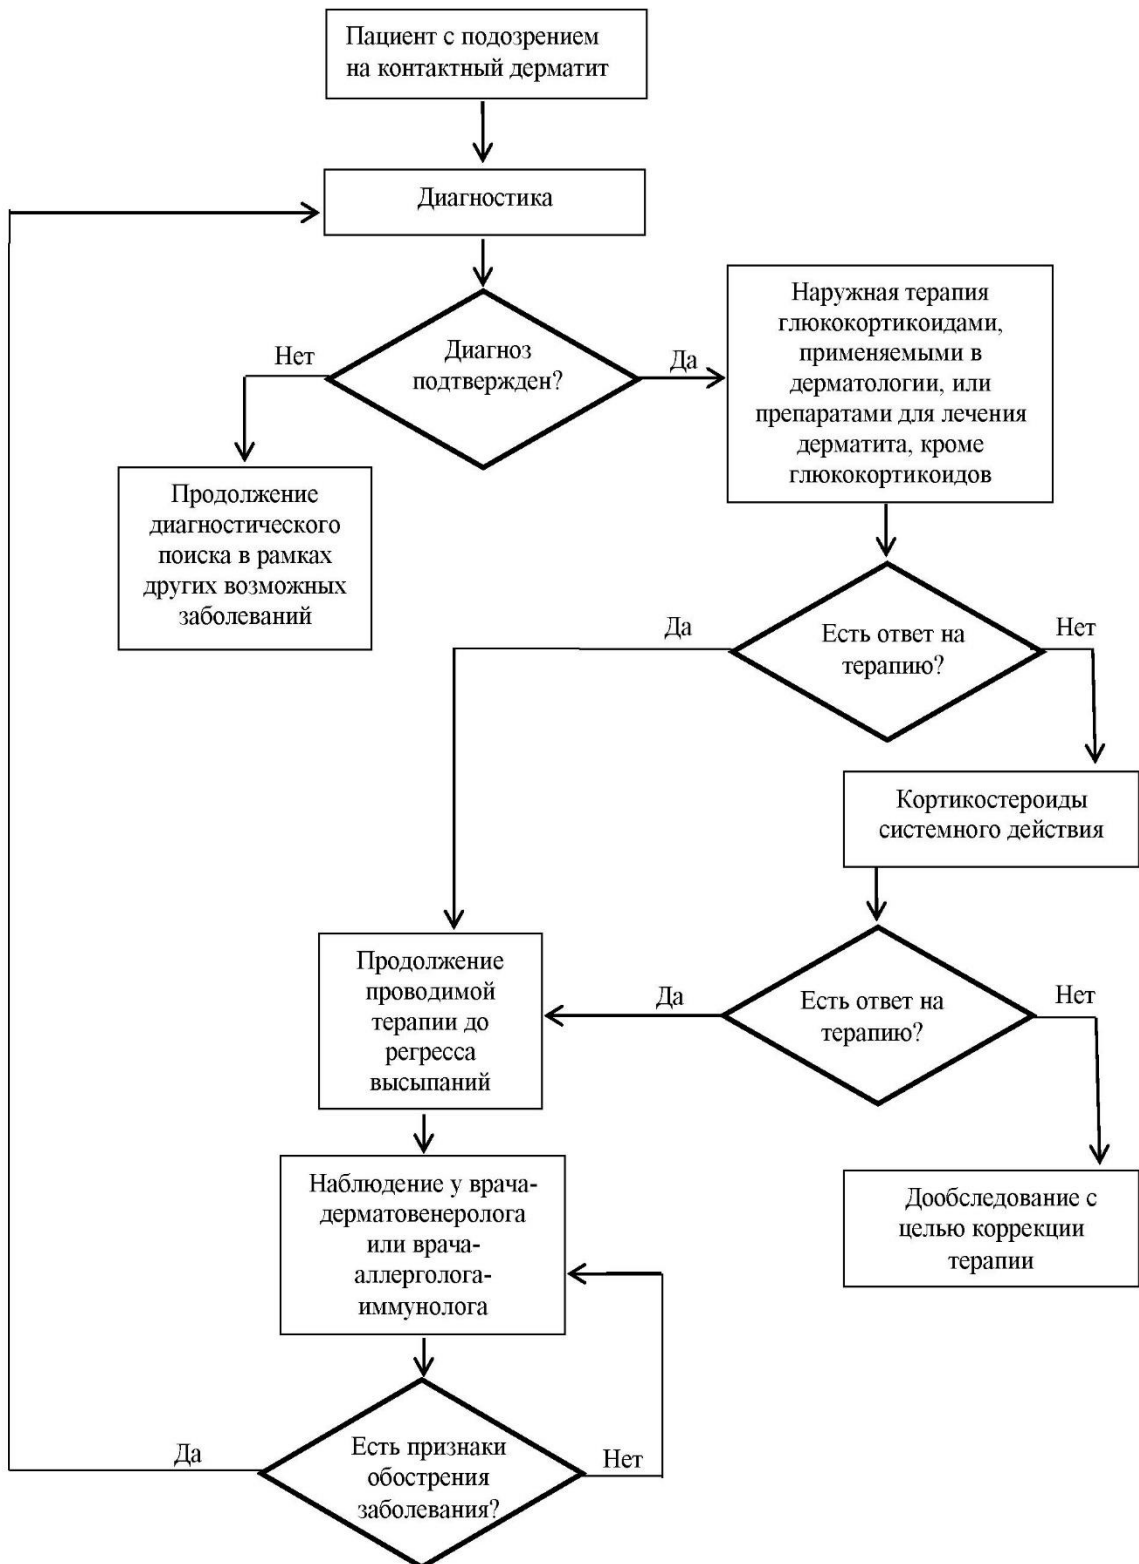 Пациент с подозрением
на контактный дерматит
Диагностика
Диагноз
подтвержден?
Нет
Да
Наружная терапия
глюкокортикоидами,
применяемыми в
дерматологии, или
препаратами для лечения
дерматита, кроме
глюкокортикоидов
Продолжение
диагностического
поиска в рамках
других возможных
заболеваний
Да
Есть ответ на
терапию?
Нет
Кортикостероиды
системного действия
Продолжение
проводимой
терапии до
регресса
высыпаний
Да
Есть ответ на
терапию?
Нет
Наблюдение у врача-
дерматовенеролога
или врача-
аллерголога-
иммунолога
Дообследование с
целью коррекции
терапии
Да
Есть признаки
обострения
заболевания?
Нет